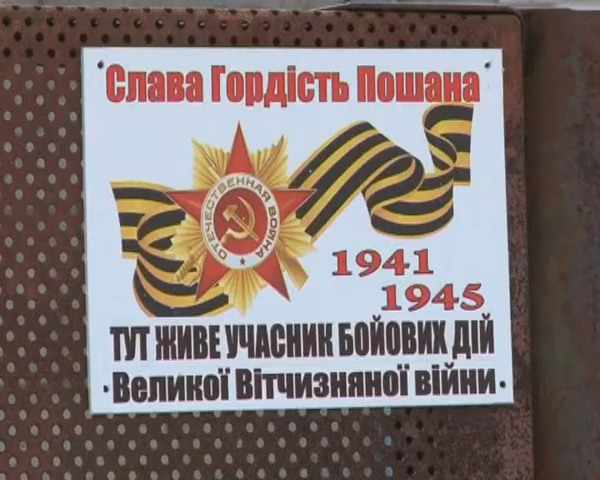 Слава Гордість Пошана
ОТЕЧЕСТВЕННАЯ ВОЙНА
1941
1945
ТУТ ЖИВЕ УЧАСНИК БОЙОВИХ ДІЙ
Великої Вітчизняної війни